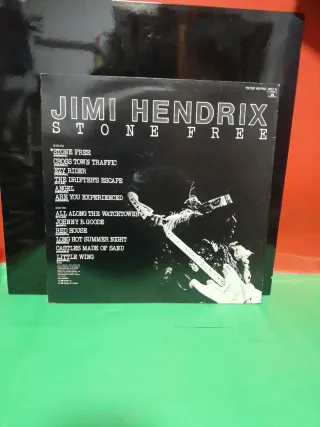 JIMI HENDRIX
STONE FREE
STONE FREE
CROSS TOWN TRAFFIC
EZY RIDER
THE DRIFTER'S ESCAPE
ANGEL
ARE YOU EXPERIENCED
ALL ALONG THE WATCHTOWER
JOHNNY B. GOODE
RED HOUSE
LONG HOT SUMMER NIGHT
CASTLES MADE OF SAND
LITTLE WING